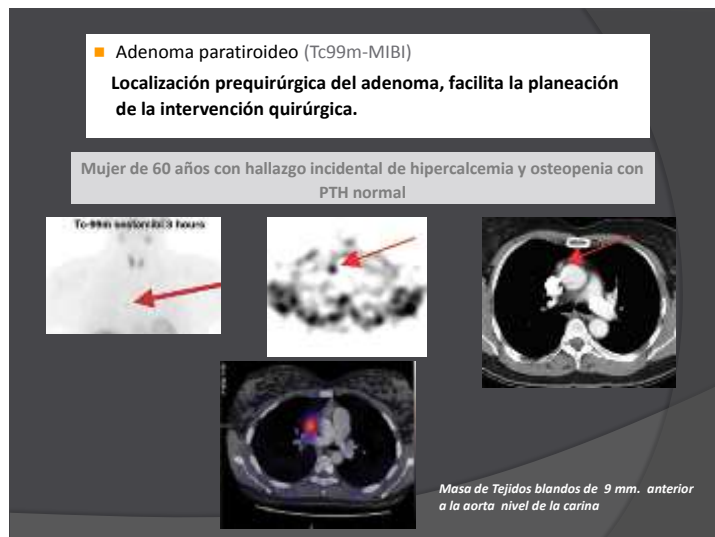 Adenoma paratiroideo (Tc99m-MIBI)
Localización prequirúrgica del adenoma, facilita la planeación
de la intervención quirúrgica.
Mujer de 60 años con hallazgo incidental de hipercalcemia y osteopenia con
PTH normal
Tc-99m sestamibi 3 hours
Masa de Tejidos blandos de 9 mm. anterior
a la aorta nivel de la carina